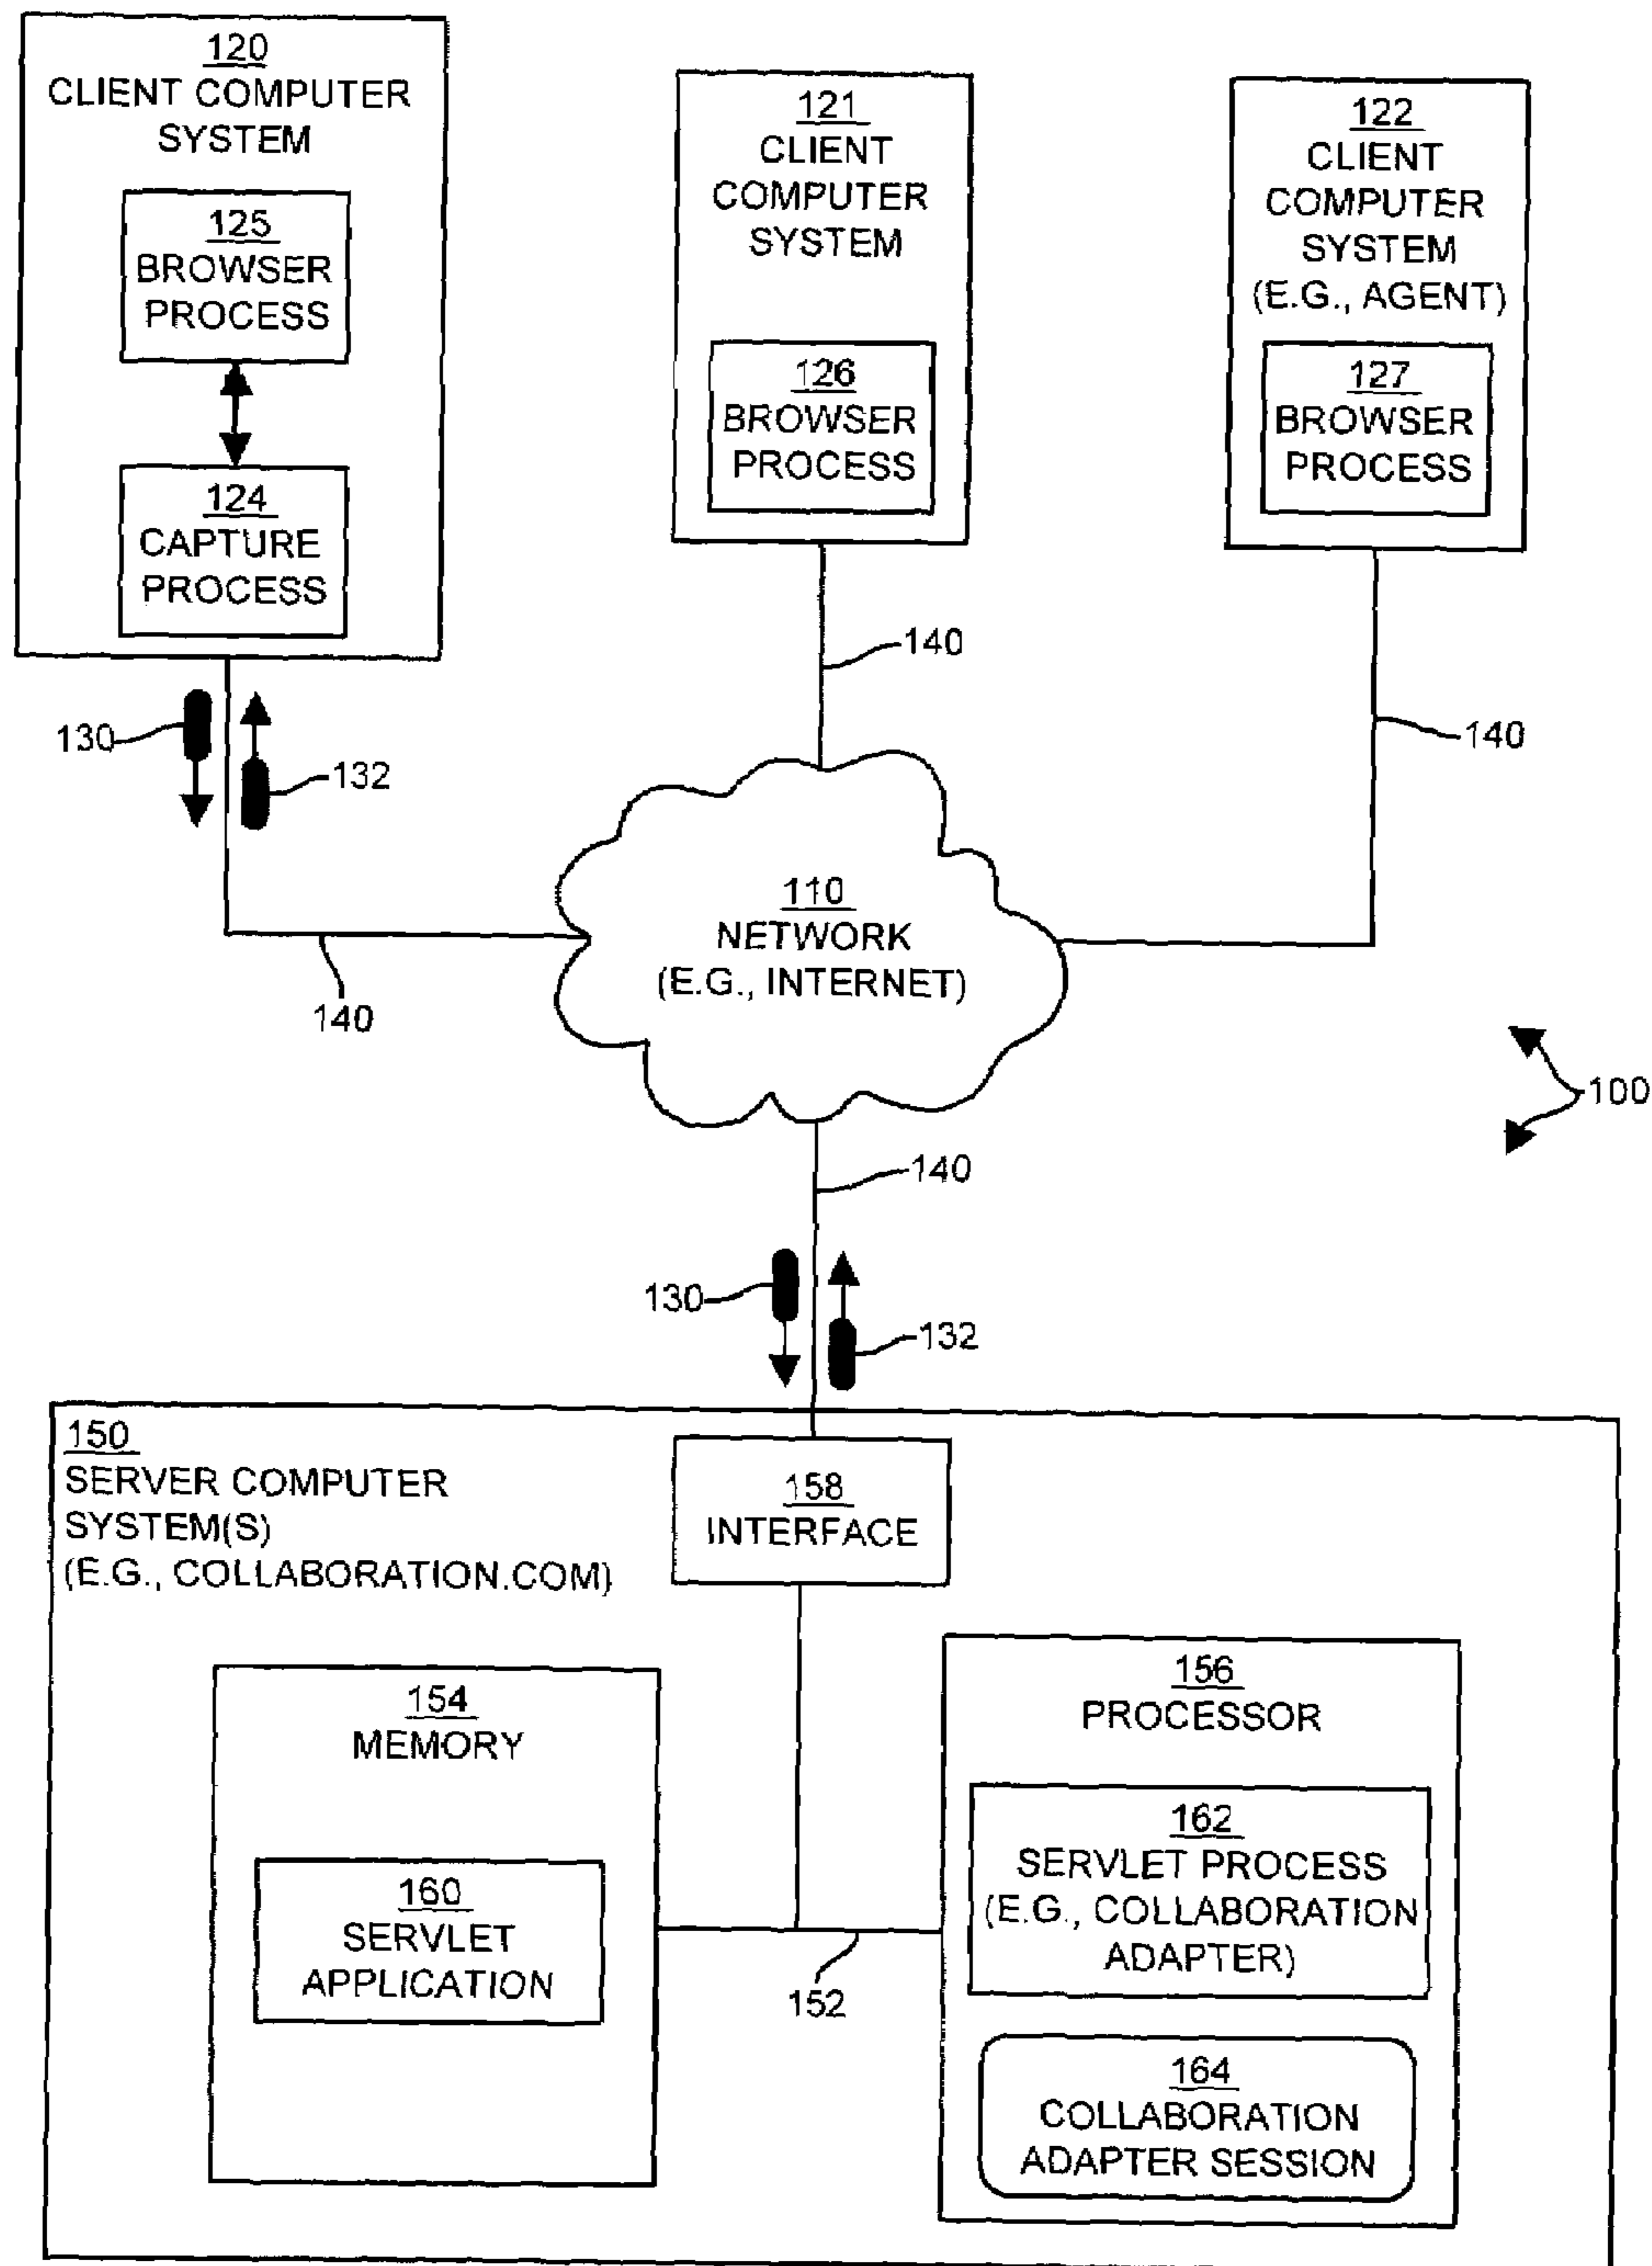 120
CLIENT COMPUTER
SYSTEM
125
BROWSER
PROCESS
124
CAPTURE
PROCESS
121
CLIENT
COMPUTER
SYSTEM
126
BROWSER
PROCESS
122
CLIENT
COMPUTER
SYSTEM
(E.G., AGENT)
127
BROWSER
PROCESS
140
140
130
132
140
110
NETWORK
(E.G., INTERNET)
100
140
130
132
150
SERVER COMPUTER
SYSTEM(S)
(E.G., COLLABORATION.COM)
158
INTERFACE
154
MEMORY
160
SERVLET
APPLICATION
152
156
PROCESSOR
162
SERVLET PROCESS
(E.G., COLLABORATION
ADAPTER)
164
COLLABORATION
ADAPTER SESSION